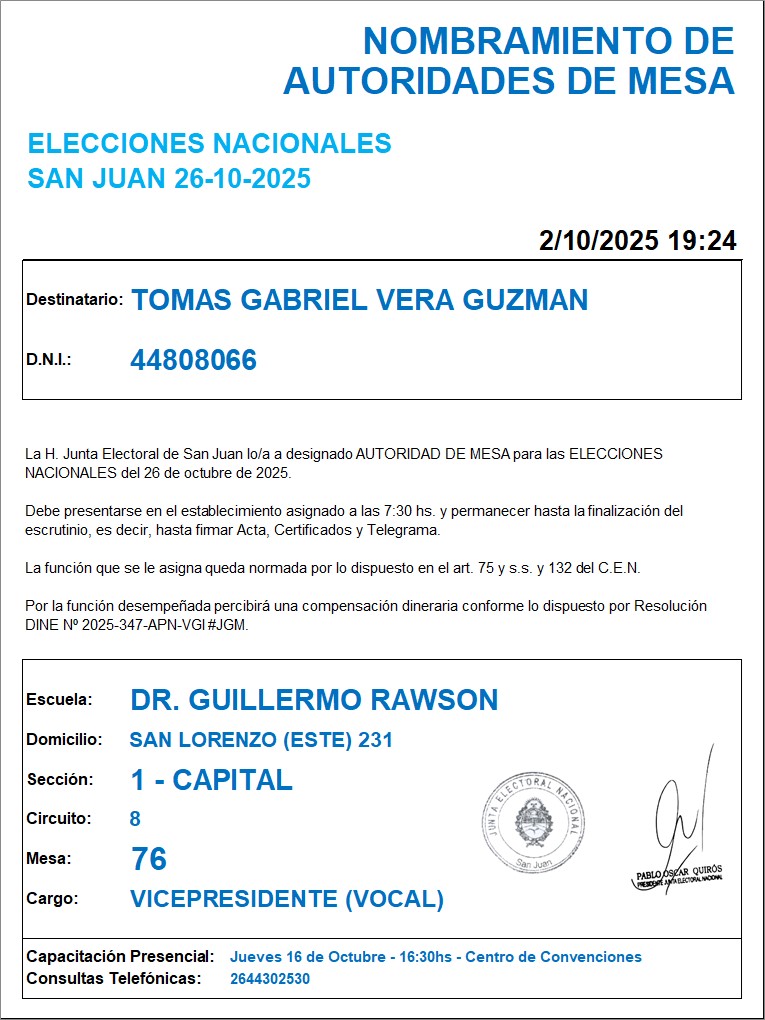 NOMBRAMIENTO DE
AUTORIDADES DE MESA
ELECCIONES NACIONALES
SAN JUAN 26-10-2025
2/10/2025 19:24
Destinatario: TOMAS GABRIEL VERA GUZMAN
D.N.I.: 44808066
La H. Junta Electoral de San Juan lo/a a designado AUTORIDAD DE MESA para las ELECCIONES
NACIONALES del 26 de octubre de 2025.
Debe presentarse en el establecimiento asignado a las 7:30 hs. y permanecer hasta la finalización del
escrutinio, es decir, hasta firmar Acta, Certificados y Telegrama.
La función que se le asigna queda normada por lo dispuesto en el art. 75 y s.s. y 132 del C.E.N.
Por la función desempeñada percibirá una compensación dineraria conforme lo dispuesto por Resolución
DINE Nº 2025-347-APN-VGI#JGM.
Escuela: DR. GUILLERMO RAWSON
Domicilio: SAN LORENZO (ESTE) 231
Sección: 1 - CAPITAL
Circuito: 8
Mesa: 76
Cargo: VICEPRESIDENTE (VOCAL)
JUNTA ELECTORAL NACIONAL
San Juan
PABLO OSCAR QUIRÓS
PRESIDENTE JUNTA ELECTORAL NACIONAL
Capacitación Presencial: Jueves 16 de Octubre - 16:30hs - Centro de Convenciones
Consultas Telefónicas: 2644302530